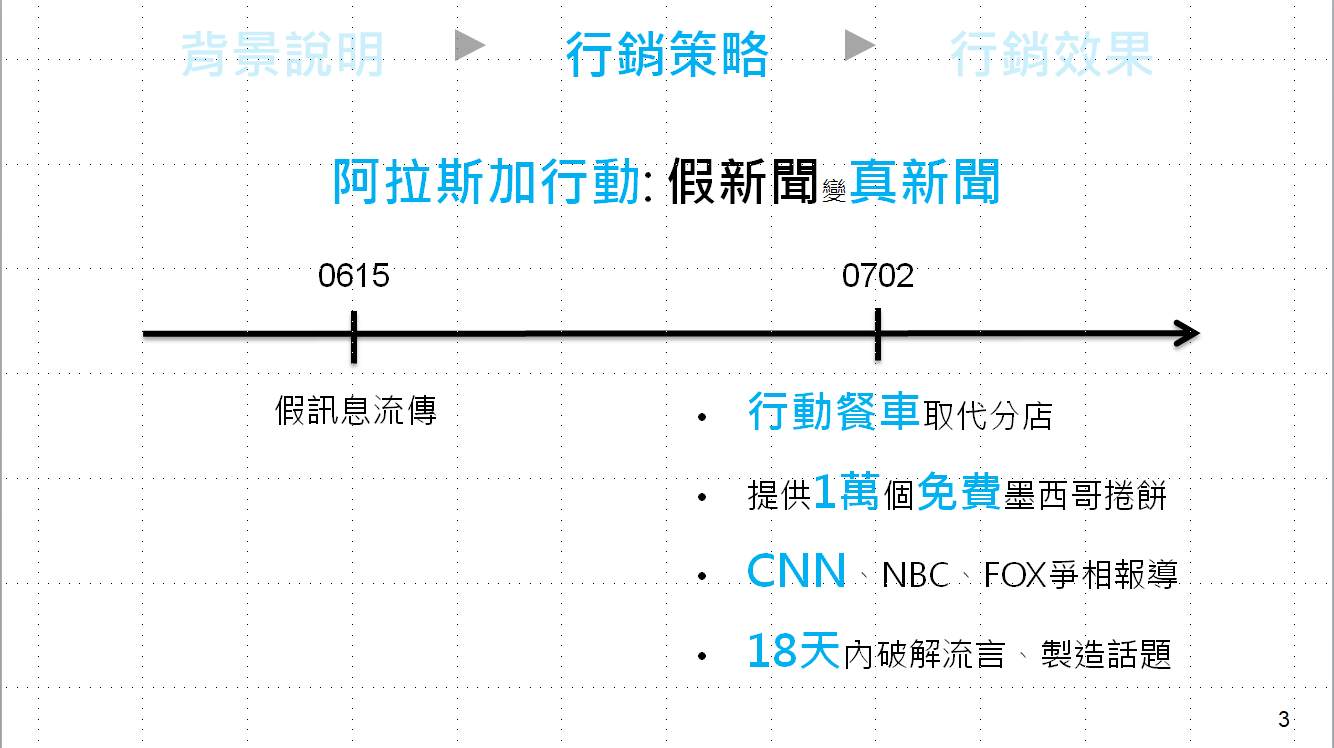 背景說明 ▶ 行銷策略 ▶ 行銷效果
阿拉斯加行動: 假新聞變真新聞
0615 0702
假訊息流傳
• 行動餐車取代分店
• 提供1萬個免費墨西哥捲餅
• CNN、NBC、FOX爭相報導
• 18天內破解流言、製造話題
3